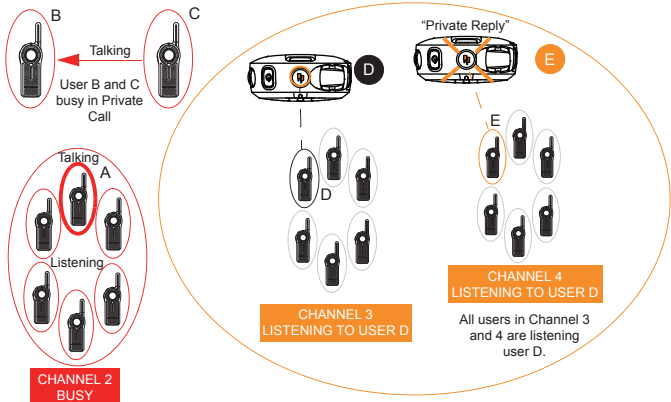 B
C
Talking
User B and C
busy in Private
Call
Talking
A
Listening
CHANNEL 2
BUSY
D
D
CHANNEL 3
LISTENING TO USER D
“Private Reply”
E
E
CHANNEL 4
LISTENING TO USER D
All users in Channel 3
and 4 are listening
user D.